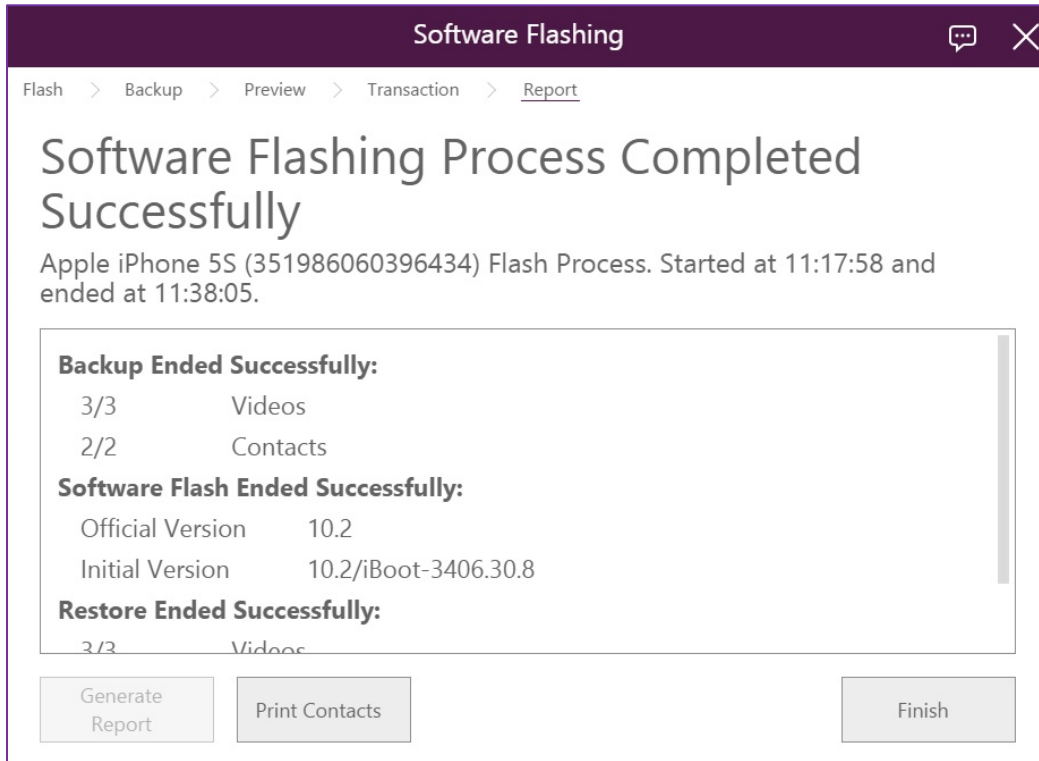 Software Flashing
Flash > Backup > Preview > Transaction > Report
Software Flashing Process Completed
Successfully
Apple iPhone 5S (351986060396434) Flash Process. Started at 11:17:58 and
ended at 11:38:05.
Backup Ended Successfully:
3/3 Videos
2/2 Contacts
Software Flash Ended Successfully:
Official Version 10.2
Initial Version 10.2/iBoot-3406.30.8
Restore Ended Successfully:
3/3 Videos
Generate
Report
Print Contacts
Finish